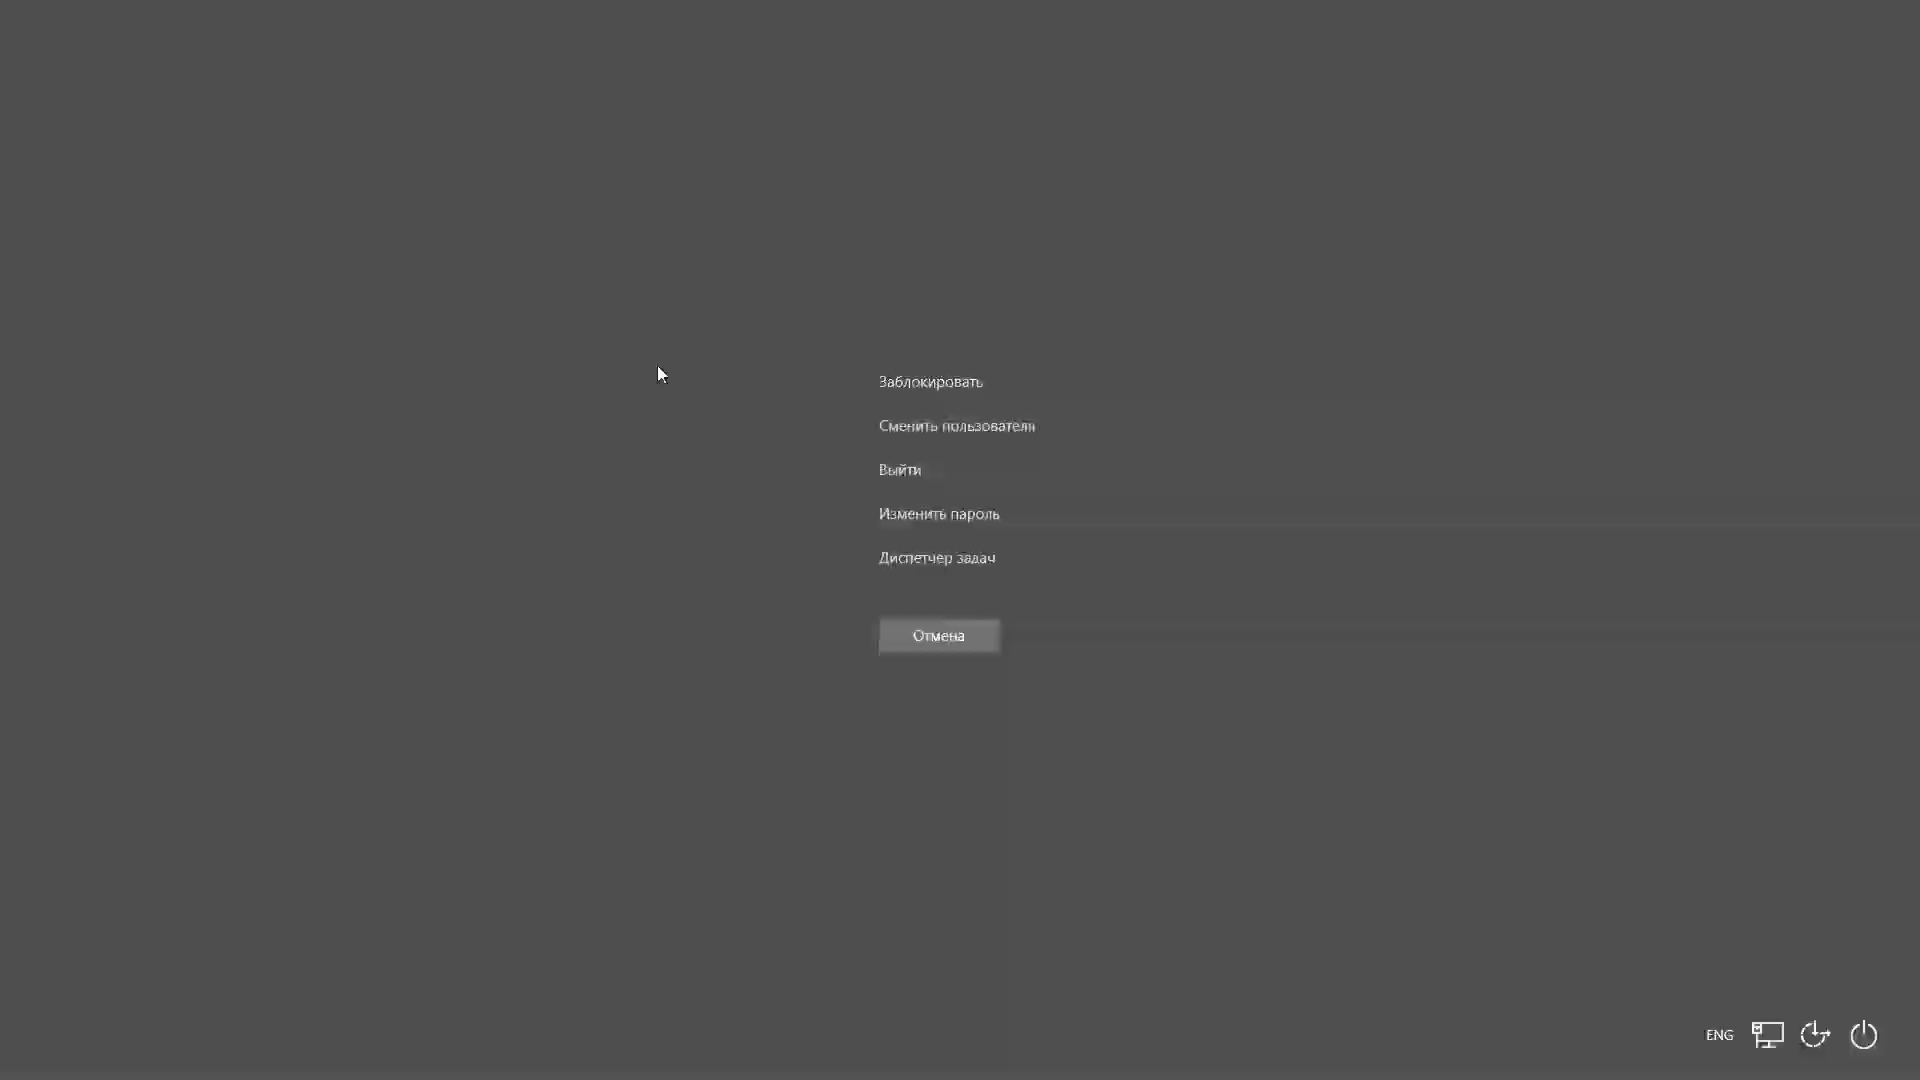 Заблокировать
Сменить пользователя
Выйти
Изменить пароль
Диспетчер задач
Отмена
ENG